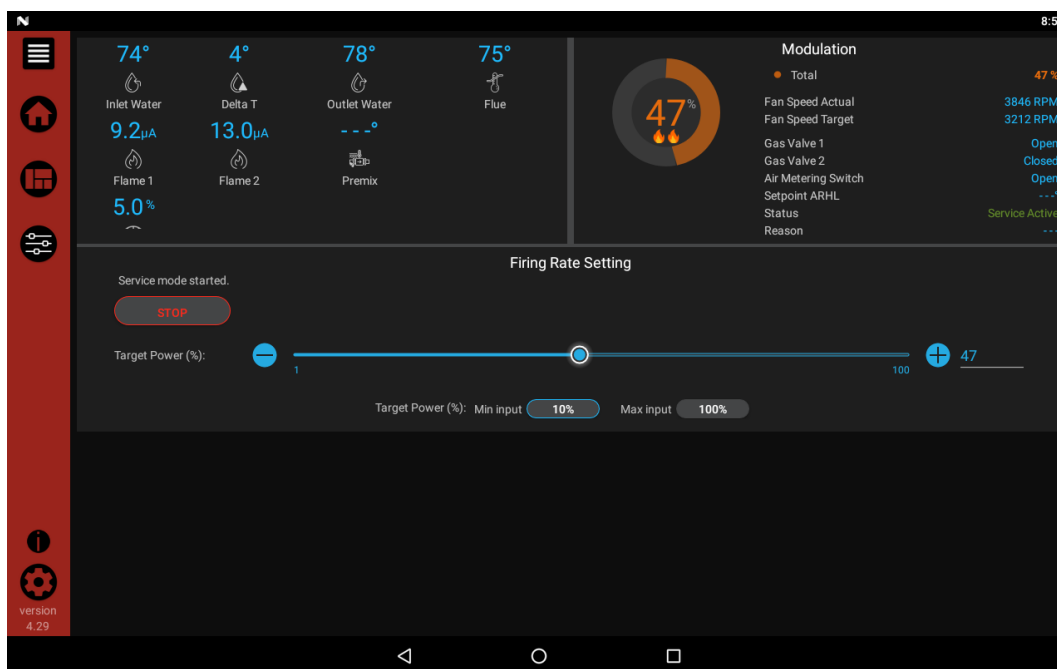 8:5
74° 4° 78° 75°
Inlet Water Delta T Outlet Water Flue
9.2µA 13.0µA ---°
Flame 1 Flame 2 Premix
5.0%
Modulation
47%
Total 47 %
Fan Speed Actual 3846 RPM
Fan Speed Target 3212 RPM
Gas Valve 1 Open
Gas Valve 2 Closed
Air Metering Switch Open
Setpoint ARHL ---°
Status Service Active
Reason ---
Firing Rate Setting
Service mode started.
STOP
Target Power (%): 47
1 100
Target Power (%): Min input 10% Max input 100%
version
4.29